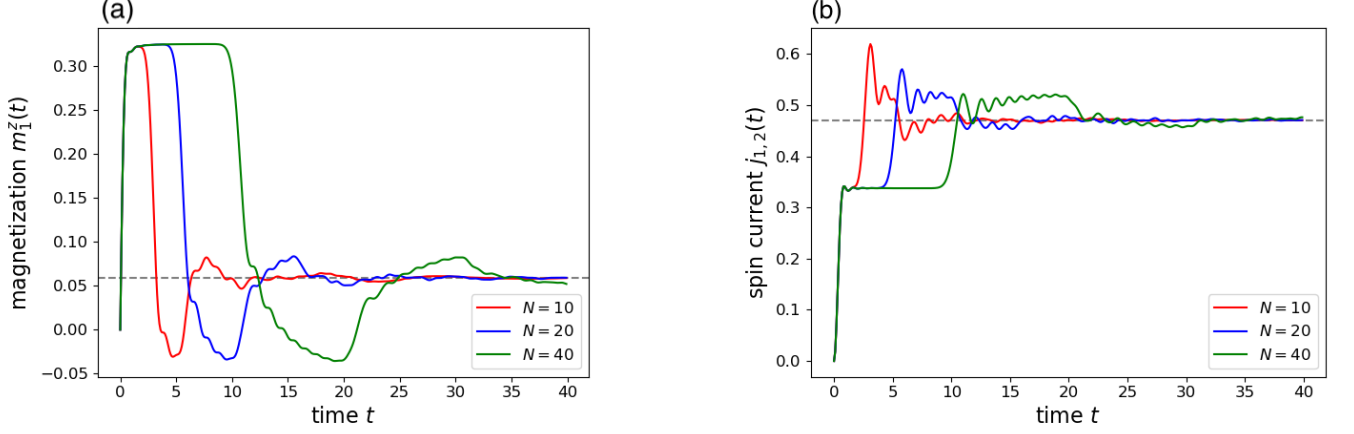 (a)
magnetization $m_1^z(t)$
0.30
0.25
0.20
0.15
0.10
0.05
0.00
−0.05
N = 10
N = 20
N = 40
0 5 10 15 20 25 30 35 40
time t
(b)
spin current $j_{1,2}(t)$
0.6
0.5
0.4
0.3
0.2
0.1
0.0
N = 10
N = 20
N = 40
0 5 10 15 20 25 30 35 40
time t